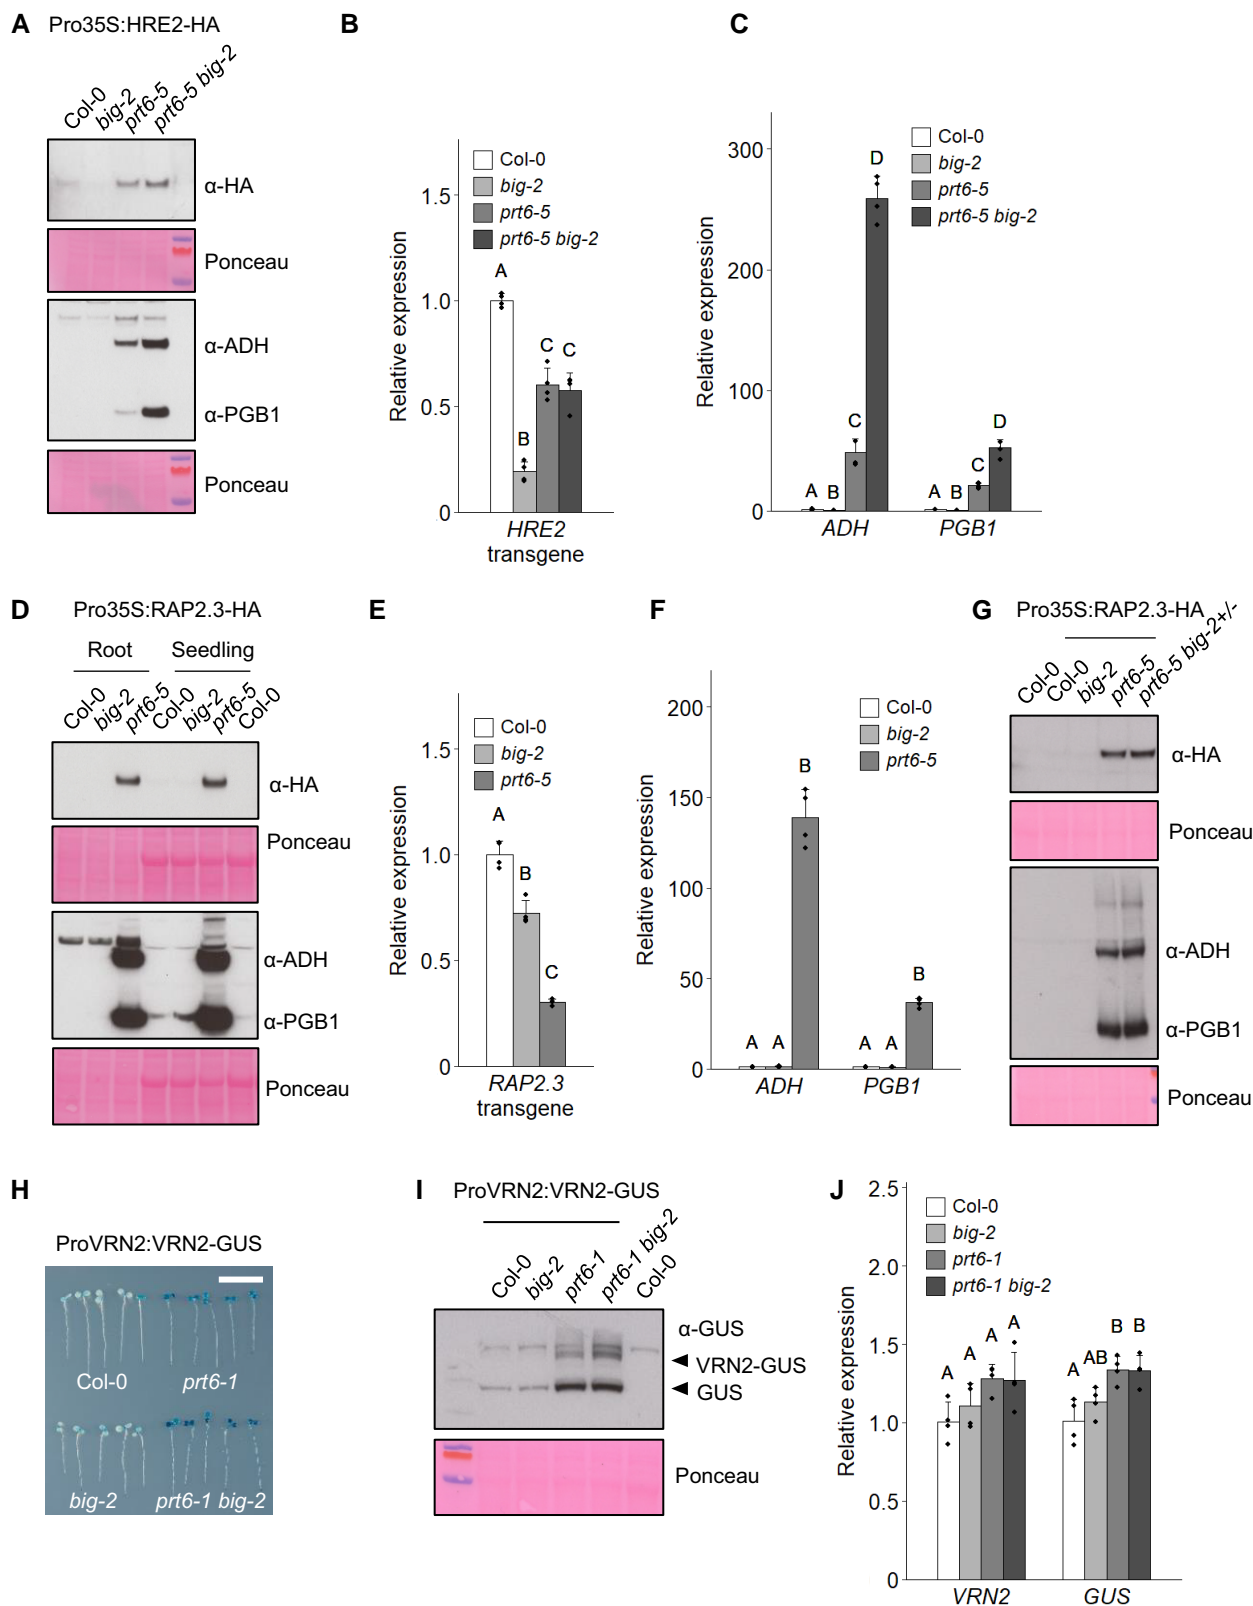 A Pro35S:HRE2-HA
Col-0
big-2
prt6-5
prt6-5 big-2
α-HA
Ponceau
α-ADH
α-PGB1
Ponceau
B
Relative expression
1.5
1.0
0.5
0
Col-0
big-2
prt6-5
prt6-5 big-2
A
B
C
C
HRE2
transgene
C
Relative expression
300
200
100
0
Col-0
big-2
prt6-5
prt6-5 big-2
A
B
C
D
A
B
C
D
ADH
PGB1
D Pro35S:RAP2.3-HA
Root
Seedling
Col-0
big-2
prt6-5
Col-0
big-2
prt6-5
Col-0
α-HA
Ponceau
α-ADH
α-PGB1
Ponceau
E
Relative expression
1.5
1.0
0.5
0
Col-0
big-2
prt6-5
A
B
C
RAP2.3
transgene
F
Relative expression
200
150
100
50
0
Col-0
big-2
prt6-5
A
A
B
A
A
B
ADH
PGB1
G Pro35S:RAP2.3-HA
Col-0
Col-0
big-2
prt6-5
prt6-5 big-2+/-
α-HA
Ponceau
α-ADH
α-PGB1
Ponceau
H
ProVRN2:VRN2-GUS
Col-0
prt6-1
big-2
prt6-1 big-2
I ProVRN2:VRN2-GUS
Col-0
big-2
prt6-1
prt6-1 big-2
Col-0
α-GUS
VRN2-GUS
GUS
Ponceau
J
Relative expression
2.5
2.0
1.5
1.0
0.5
0
Col-0
big-2
prt6-1
prt6-1 big-2
A
A
A
A
A
AB
B
B
VRN2
GUS